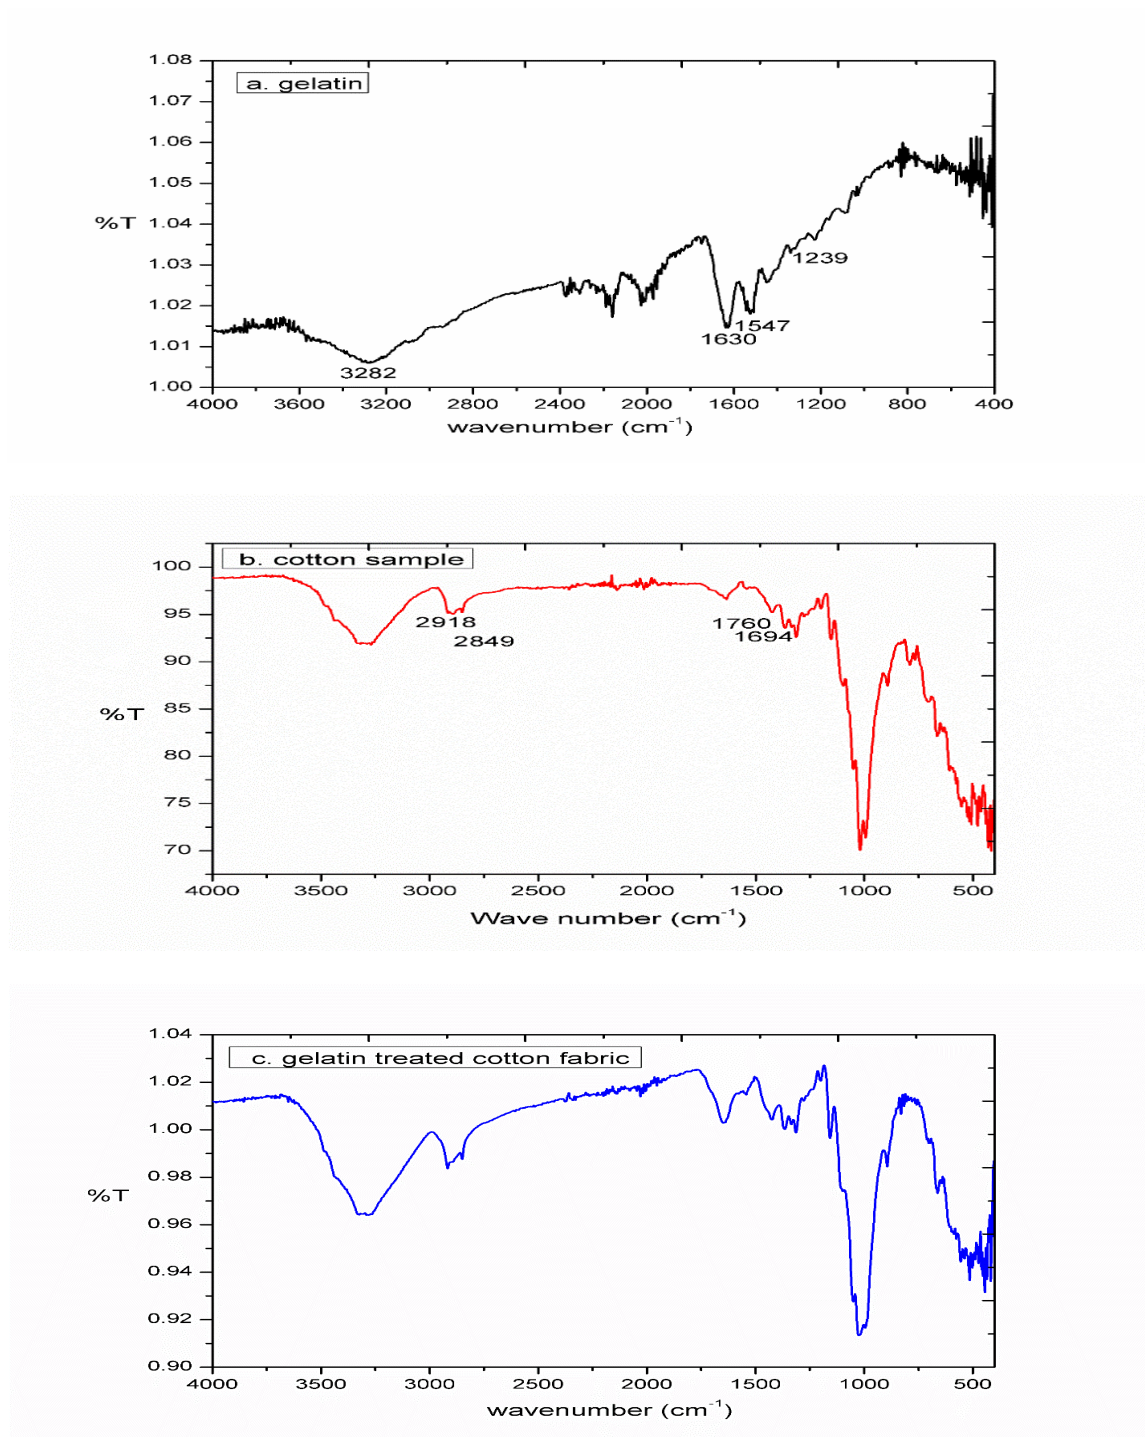 a. gelatin
1.08
1.07
1.06
1.05
%T 1.04
1.03
1.02
1.01
1.00
1239
1547
1630
3282
4000 3600 3200 2800 2400 2000 1600 1200 800 400
wavenumber (cm⁻¹)
b. cotton sample
100
95
90
%T 85
80
75
70
2918
2849
1760
1694
4000 3500 3000 2500 2000 1500 1000 500
Wave number (cm⁻¹)
1.04
c. gelatin treated cotton fabric
1.02
1.00
0.98
%T 0.96
0.94
0.92
0.90
4000 3500 3000 2500 2000 1500 1000 500
wavenumber (cm⁻¹)